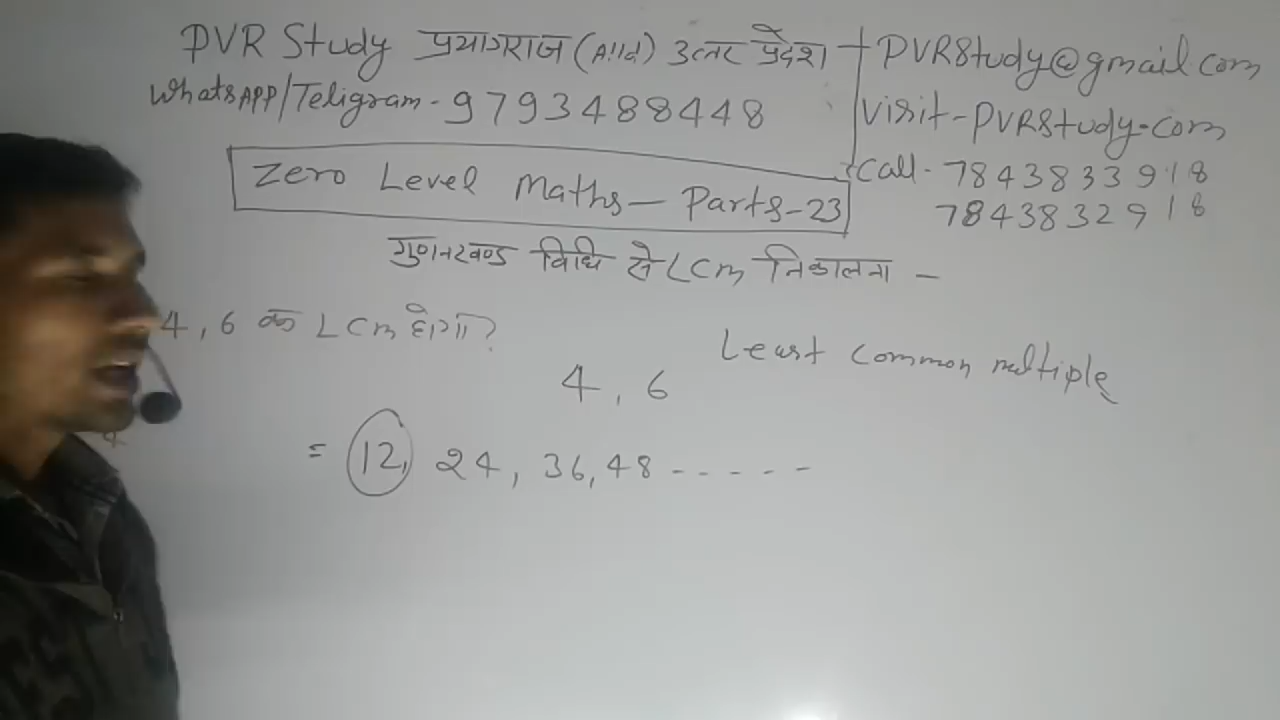 PVR Study प्रयागराज (Alld) उत्तर प्रदेश
WhatsAPP/Teligram - 9793488448
PVRStudy@gmail com
Visit - PVRStudy.com
Call - 7843833918
7843832918
Zero Level Maths - Parts-23
गुणनखण्ड विधि से LCM निकालना -
4, 6 का LCM होगा?
Least common multiple
4, 6
= 12, 24, 36, 48 - - - - -